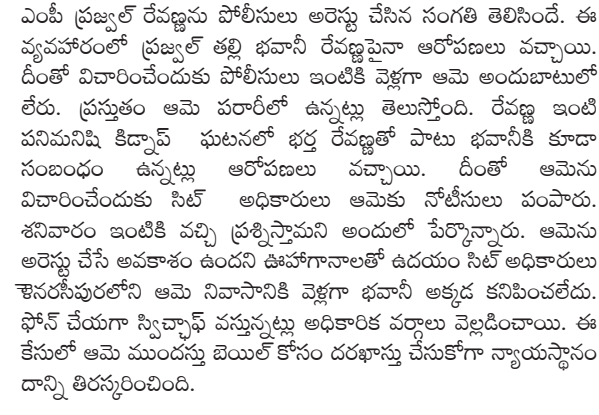 ఎంపీ ప్రజ్వల్ రేవణ్ణను పోలీసులు అరెస్టు చేసిన సంగతి తెలిసిందే. ఈ
వ్యవహారంలో ప్రజ్వల్ తల్లి భవానీ రేవణ్ణపైనా ఆరోపణలు వచ్చాయి.
దీంతో విచారించేందుకు పోలీసులు ఇంటికి వెళ్లగా ఆమె అందుబాటులో
లేరు. ప్రస్తుతం ఆమె పరారీలో ఉన్నట్లు తెలుస్తోంది. రేవణ్ణ ఇంటి
పనిమనిషి కిడ్నాప్ ఘటనలో భర్త రేవణ్ణతో పాటు భవానీకి కూడా
సంబంధం ఉన్నట్లు ఆరోపణలు వచ్చాయి. దీంతో ఆమెను
విచారించేందుకు సిట్ అధికారులు ఆమెకు నోటీసులు పంపారు.
శనివారం ఇంటికి వచ్చి ప్రశ్నిస్తామని అందులో పేర్కొన్నారు. ఆమెను
అరెస్టు చేసే అవకాశం ఉందని ఊహాగానాలతో ఉదయం సిట్ అధికారులు
ళెనరసీపురలోని ఆమె నివాసానికి వెళ్లగా భవానీ అక్కడ కనిపించలేదు.
ఫోన్ చేయగా స్విచ్ఛాఫ్ వస్తున్నట్లు అధికారిక వర్గాలు వెల్లడించాయి. ఈ
కేసులో ఆమె ముందస్తు బెయిల్ కోసం దరఖాస్తు చేసుకోగా న్యాయస్థానం
దాన్ని తిరస్కరించింది.